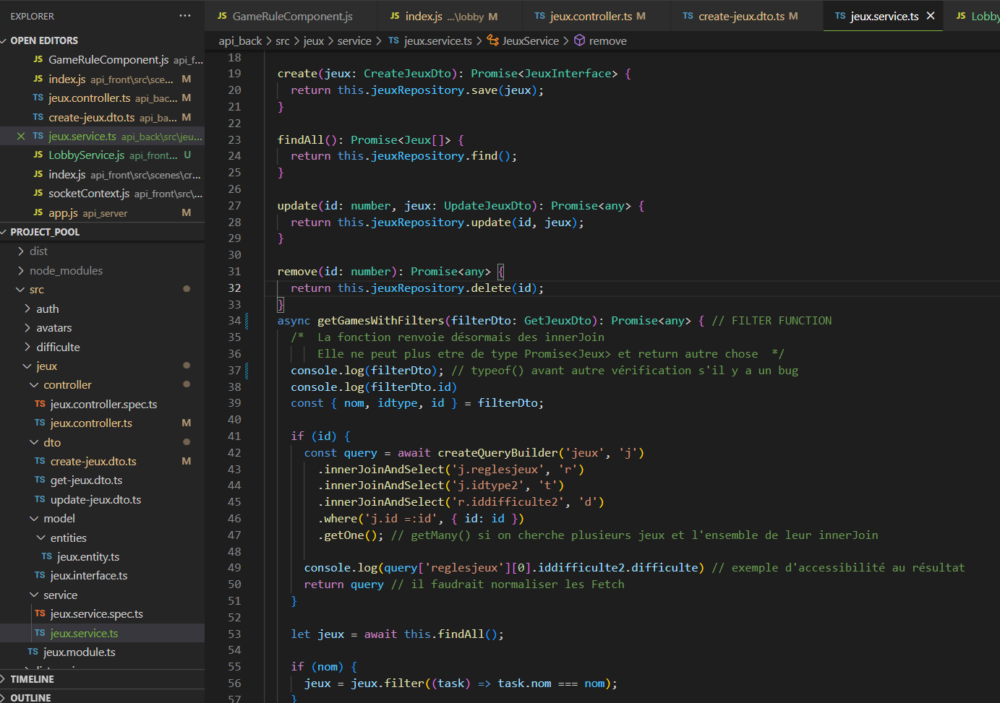 EXPLORER ...
OPEN EDITORS
JS GameRuleComponent.js api_f...
JS index.js api_front\src\sce... M
TS jeux.controller.ts api_bac... M
TS create-jeux.dto.ts api_ba... M
TS jeux.service.ts api_back\src\jeu...
JS LobbyService.js api_front... U
JS index.js api_front\src\scenes\cr...
JS socketContext.js api_front\src\...
JS app.js api_server M
PROJECT_POOL
dist
node_modules
src
auth
avatars
difficulte
jeux
controller
TS jeux.controller.spec.ts
TS jeux.controller.ts M
dto
TS create-jeux.dto.ts M
TS get-jeux.dto.ts
TS update-jeux.dto.ts
model
entities
TS jeux.entity.ts
TS jeux.interface.ts
service
TS jeux.service.spec.ts
TS jeux.service.ts
TS jeux.module.ts
TIMELINE
OUTLINE
JS GameRuleComponent.js JS index.js ...\lobby M TS jeux.controller.ts M TS create-jeux.dto.ts M TS jeux.service.ts JS Lobby
api_back > src > jeux > service > TS jeux.service.ts > JeuxService > remove
18
19 create(jeux: CreateJeuxDto): Promise<JeuxInterface> {
20 return this.jeuxRepository.save(jeux);
21 }
22
23 findAll(): Promise<Jeux[]> {
24 return this.jeuxRepository.find();
25 }
26
27 update(id: number, jeux: UpdateJeuxDto): Promise<any> {
28 return this.jeuxRepository.update(id, jeux);
29 }
30
31 remove(id: number): Promise<any> {
32 return this.jeuxRepository.delete(id);
33 }
34 async getGamesWithFilters(filterDto: GetJeuxDto): Promise<any> { // FILTER FUNCTION
35 /* La fonction renvoie désormais des innerJoin
36 Elle ne peut plus etre de type Promise<Jeux> et return autre chose */
37 console.log(filterDto); // typeof() avant autre vérification s'il y a un bug
38 console.log(filterDto.id)
39 const { nom, idtype, id } = filterDto;
40
41 if (id) {
42 const query = await createQueryBuilder('jeux', 'j')
43 .innerJoinAndSelect('j.reglesjeux', 'r')
44 .innerJoinAndSelect('j.idtype2', 't')
45 .innerJoinAndSelect('r.iddifficulte2', 'd')
46 .where('j.id =:id', { id: id })
47 .getOne(); // getMany() si on cherche plusieurs jeux et l'ensemble de leur innerJoin
48
49 console.log(query['reglesjeux'][0].iddifficulte2.difficulte) // exemple d'accessibilité au résultat
50 return query // il faudrait normaliser les Fetch
51 }
52
53 let jeux = await this.findAll();
54
55 if (nom) {
56 jeux = jeux.filter((task) => task.nom === nom);
57 }